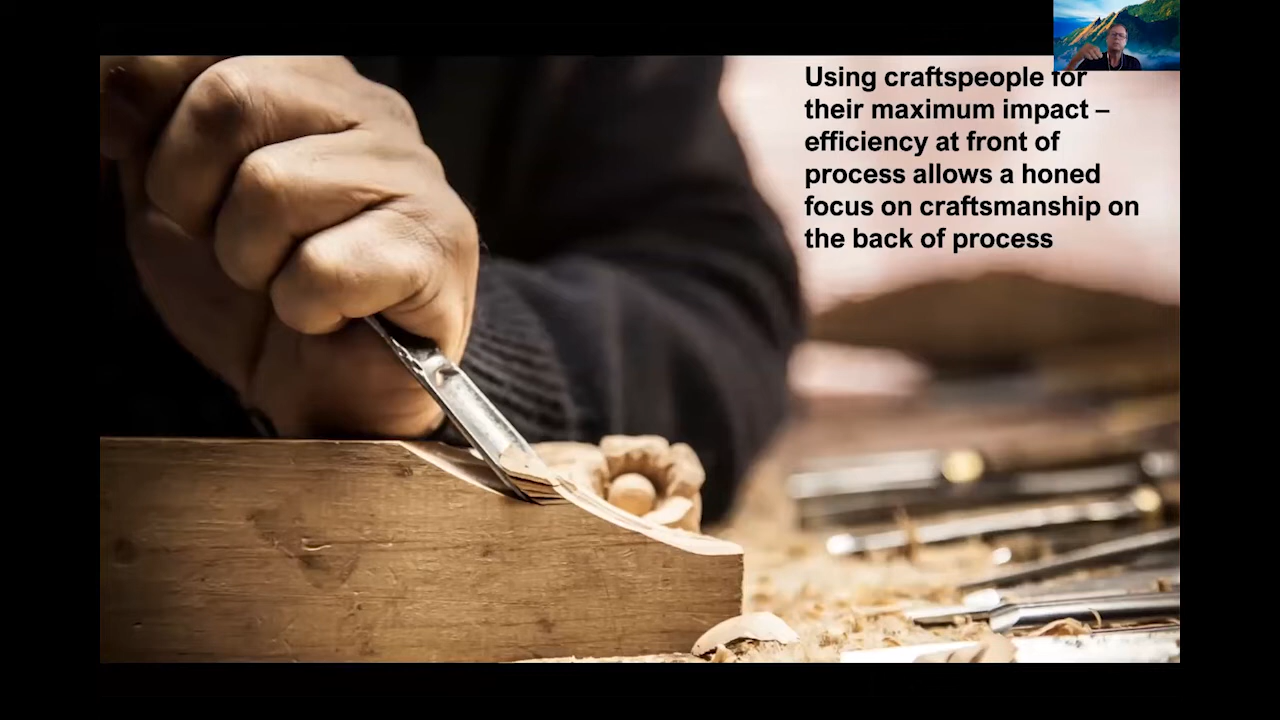 Using craftspeople for
their maximum impact –
efficiency at front of
process allows a honed
focus on craftsmanship on
the back of process